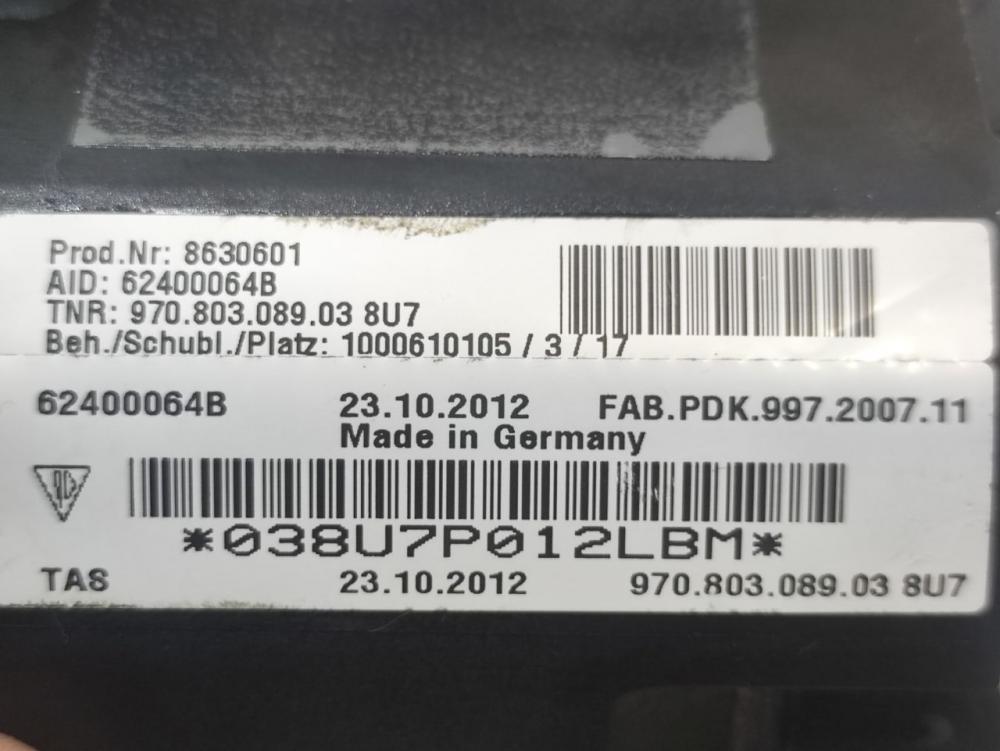 Prod.Nr: 8630601
AID: 62400064B
TNR: 970.803.089.03 8U7
Beh./Schubl./Platz: 1000610105 / 3 / 17
62400064B 23.10.2012 FAB.PDK.997.2007.11
Made in Germany
*038U7P012LBM*
TAS 23.10.2012 970.803.089.03 8U7